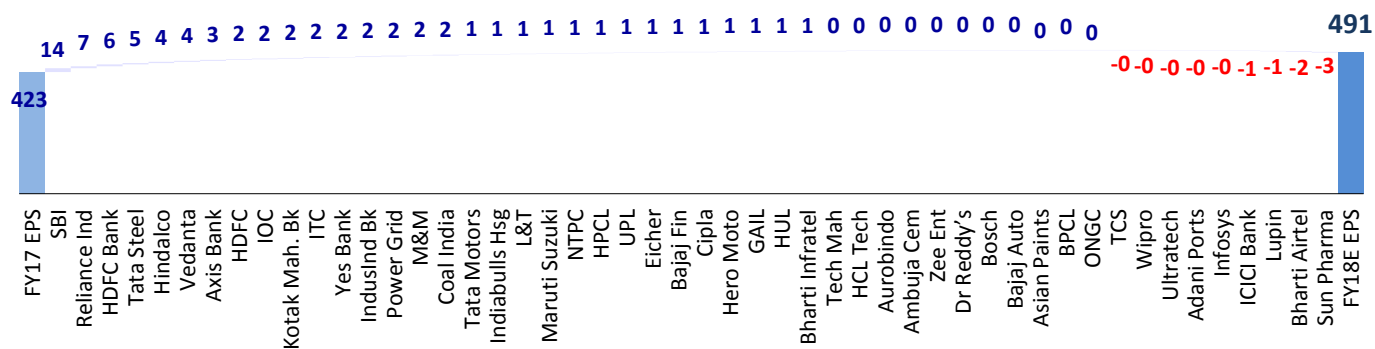 14 7 6 5 4 4 3 2 2 2 2 2 2 2 2 2 1 1 1 1 1 1 1 1 1 1 1 1 1 1 0 0 0 0 0 0 0 0 0 0 0 491
-0 -0 -0 -0 -0 -1 -1 -2 -3
423
FY17 EPS
SBI
Reliance Ind
HDFC Bank
Tata Steel
Hindalco
Vedanta
Axis Bank
HDFC
IOC
Kotak Mah. Bk
ITC
Yes Bank
IndusInd Bk
Power Grid
M&M
Coal India
Tata Motors
Indiabulls Hsg
L&T
Maruti Suzuki
NTPC
HPCL
UPL
Eicher
Bajaj Fin
Cipla
Hero Moto
GAIL
HUL
Bharti Infratel
Tech Mah
HCL Tech
Aurobindo
Ambuja Cem
Zee Ent
Dr Reddy's
Bosch
Bajaj Auto
Asian Paints
BPCL
ONGC
TCS
Wipro
Ultratech
Adani Ports
Infosys
ICICI Bank
Lupin
Bharti Airtel
Sun Pharma
FY18E EPS